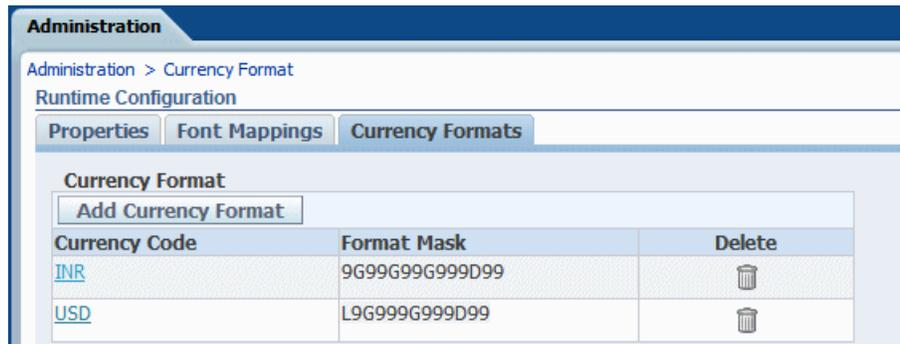 Administration
Administration > Currency Format
Runtime Configuration
Properties Font Mappings Currency Formats
Currency Format
Add Currency Format
Currency Code Format Mask Delete
INR 9G99G99G999D99
USD L9G999G999D99